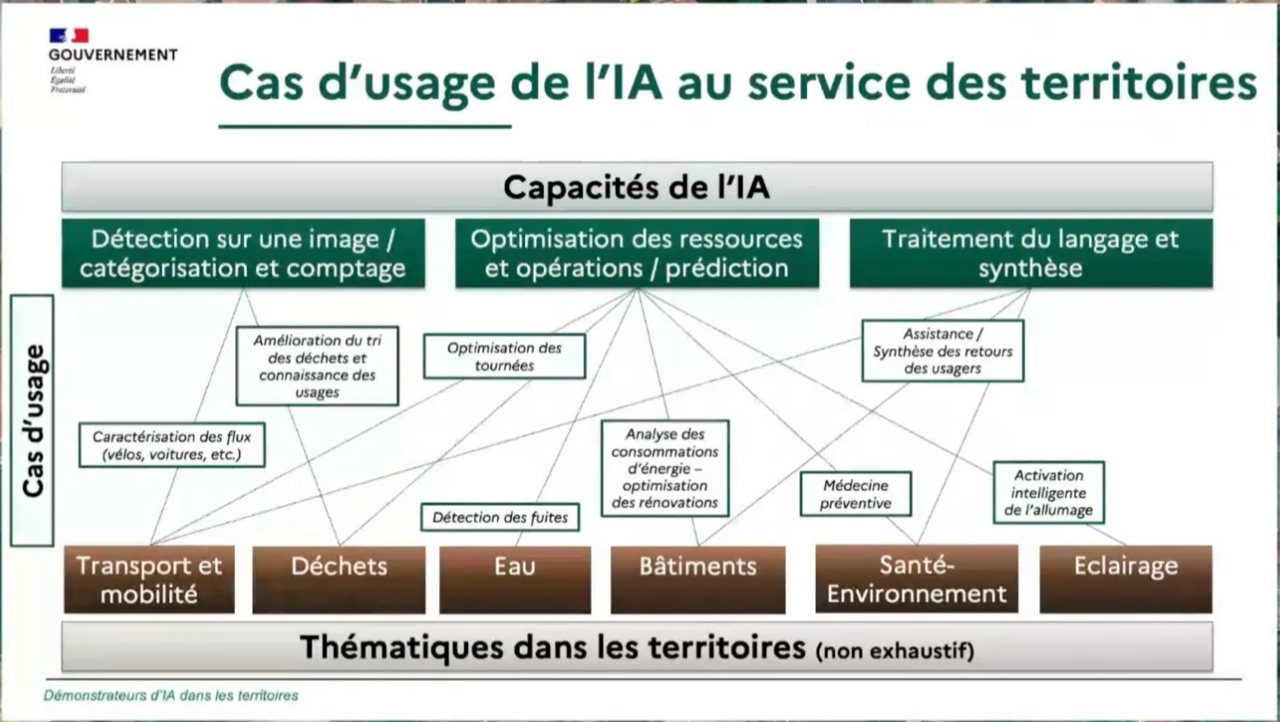 GOUVERNEMENT
Liberté
Égalité
Fraternité
Cas d'usage de l'IA au service des territoires
Capacités de l'IA
Détection sur une image /
catégorisation et comptage
Optimisation des ressources
et opérations / prédiction
Traitement du langage et
synthèse
Cas d'usage
Amélioration du tri
des déchets et
connaissance des
usages
Optimisation des
tournées
Assistance /
Synthèse des retours
des usagers
Caractérisation des flux
(vélos, voitures, etc.)
Analyse des
consommations
d'énergie –
optimisation
des rénovations
Détection des fuites
Médecine
préventive
Activation
intelligente
de l'allumage
Transport et
mobilité
Déchets
Eau
Bâtiments
Santé-
Environnement
Eclairage
Thématiques dans les territoires (non exhaustif)
Démonstrateurs d'IA dans les territoires